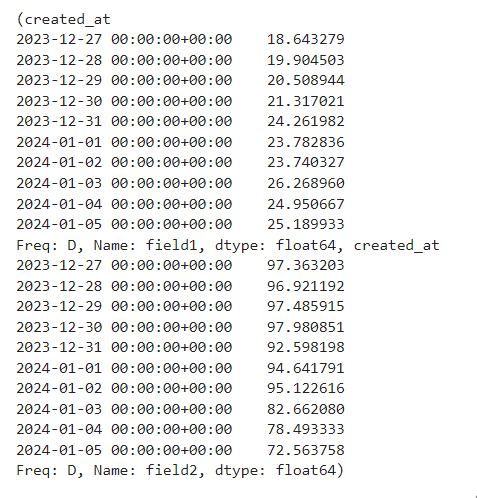 (created_at
2023-12-27 00:00:00+00:00    18.643279
2023-12-28 00:00:00+00:00    19.904503
2023-12-29 00:00:00+00:00    20.508944
2023-12-30 00:00:00+00:00    21.317021
2023-12-31 00:00:00+00:00    24.261982
2024-01-01 00:00:00+00:00    23.782836
2024-01-02 00:00:00+00:00    23.740327
2024-01-03 00:00:00+00:00    26.268960
2024-01-04 00:00:00+00:00    24.950667
2024-01-05 00:00:00+00:00    25.189933
Freq: D, Name: field1, dtype: float64, created_at
2023-12-27 00:00:00+00:00    97.363203
2023-12-28 00:00:00+00:00    96.921192
2023-12-29 00:00:00+00:00    97.485915
2023-12-30 00:00:00+00:00    97.980851
2023-12-31 00:00:00+00:00    92.598198
2024-01-01 00:00:00+00:00    94.641791
2024-01-02 00:00:00+00:00    95.122616
2024-01-03 00:00:00+00:00    82.662080
2024-01-04 00:00:00+00:00    78.493333
2024-01-05 00:00:00+00:00    72.563758
Freq: D, Name: field2, dtype: float64)